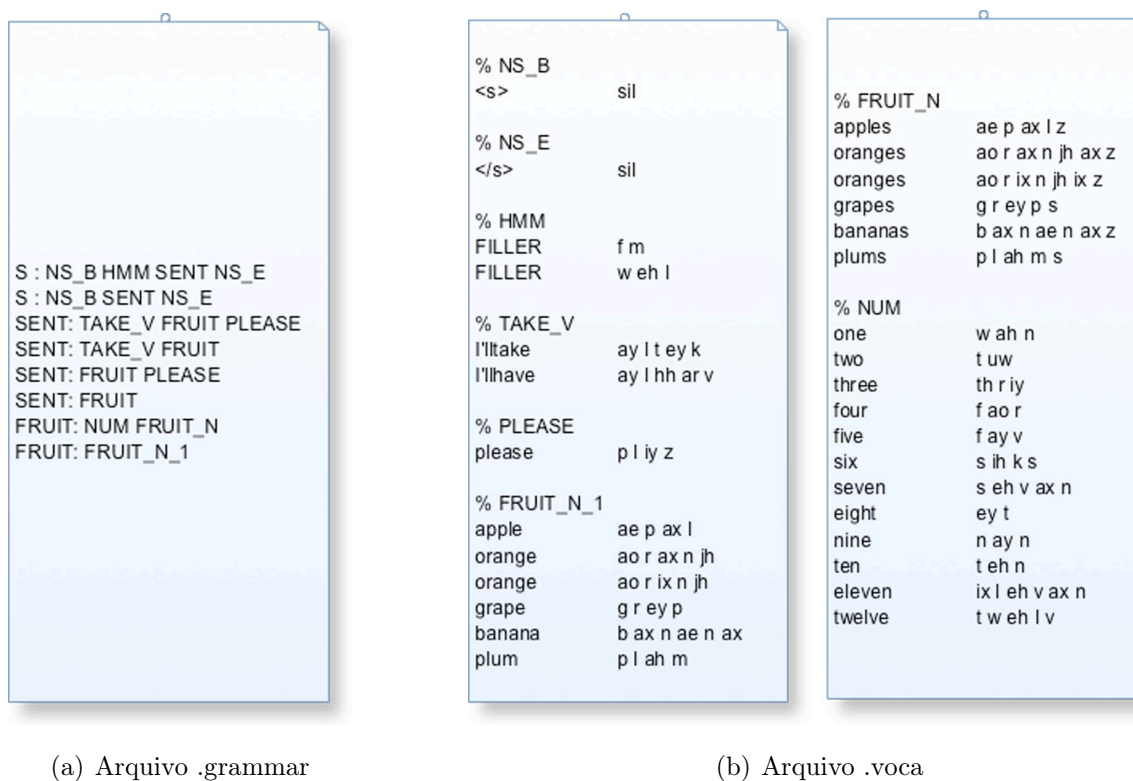 S : NS_B HMM SENT NS_E
S : NS_B SENT NS_E
SENT: TAKE_V FRUIT PLEASE
SENT: TAKE_V FRUIT
SENT: FRUIT PLEASE
SENT: FRUIT
FRUIT: NUM FRUIT_N
FRUIT: FRUIT_N_1
% NS_B
<s> sil
% NS_E
</s> sil
% HMM
FILLER f m
FILLER w eh l
% TAKE_V
I'lltake ay l t ey k
I'llhave ay l hh ar v
% PLEASE
please p l iy z
% FRUIT_N_1
apple ae p ax l
orange ao r ax n jh
orange ao r ix n jh
grape g r ey p
banana b ax n ae n ax
plum p l ah m
% FRUIT_N
apples ae p ax l z
oranges ao r ax n jh ax z
oranges ao r ix n jh ix z
grapes g r ey p s
bananas b ax n ae n ax z
plums p l ah m s
% NUM
one w ah n
two t uw
three th r iy
four f ao r
five f ay v
six s ih k s
seven s eh v ax n
eight ey t
nine n ay n
ten t eh n
eleven ix l eh v ax n
twelve t w eh l v
(a) Arquivo .grammar
(b) Arquivo .voca